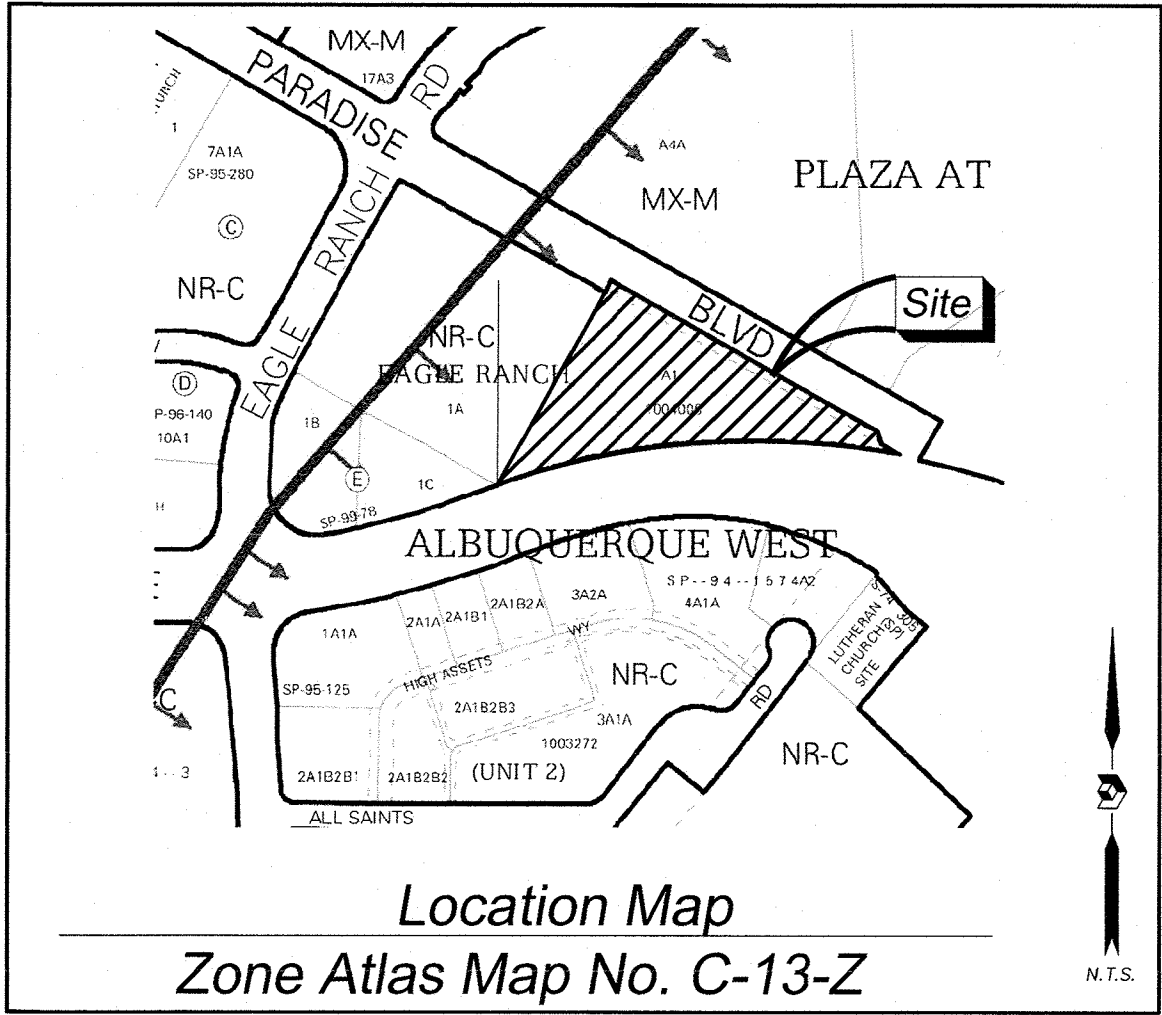 MX-M
17A3
PARADISE
RD
1
7A1A
SP-95-280
C
NR-C
RANCH
EAGLE
A4A
MX-M
PLAZA AT
BLVD
Site
NR-C
EAGLE RANCH
1A
A1
1004006
D
P-96-140
10A1
1B
E
1C
SP-99-78
ALBUQUERQUE WEST
SP--94--1574A2
1A1A
2A1A
2A1B1
2A1B2A
3A2A
4A1A
LUTHERAN
CHURCH
SITE
HIGH ASSETS
WY
NR-C
RD
SP-95-125
2A1B2B3
3A1A
1003272
(UNIT 2)
NR-C
C
2A1B2B1
2A1B2B2
ALL SAINTS
Location Map
Zone Atlas Map No. C-13-Z
N.T.S.